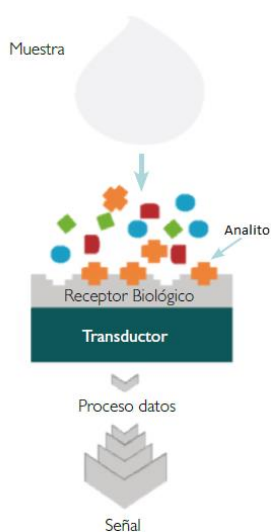 Muestra
Analito
Receptor Biológico
Transductor
Proceso datos
Señal